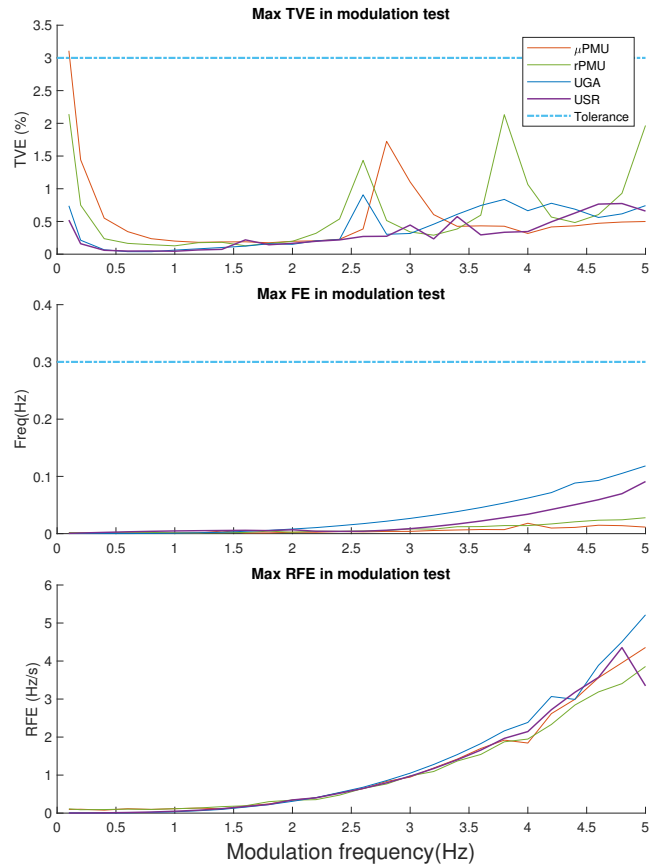 Max TVE in modulation test
3.5
3
2.5
2
1.5
1
0.5
0
TVE (%)
μPMU
rPMU
UGA
USR
Tolerance
0 0.5 1 1.5 2 2.5 3 3.5 4 4.5 5
Max FE in modulation test
0.4
0.3
0.2
0.1
0
Freq(Hz)
0 0.5 1 1.5 2 2.5 3 3.5 4 4.5 5
Max RFE in modulation test
6
5
4
3
2
1
0
RFE (Hz/s)
0 0.5 1 1.5 2 2.5 3 3.5 4 4.5 5
Modulation frequency(Hz)